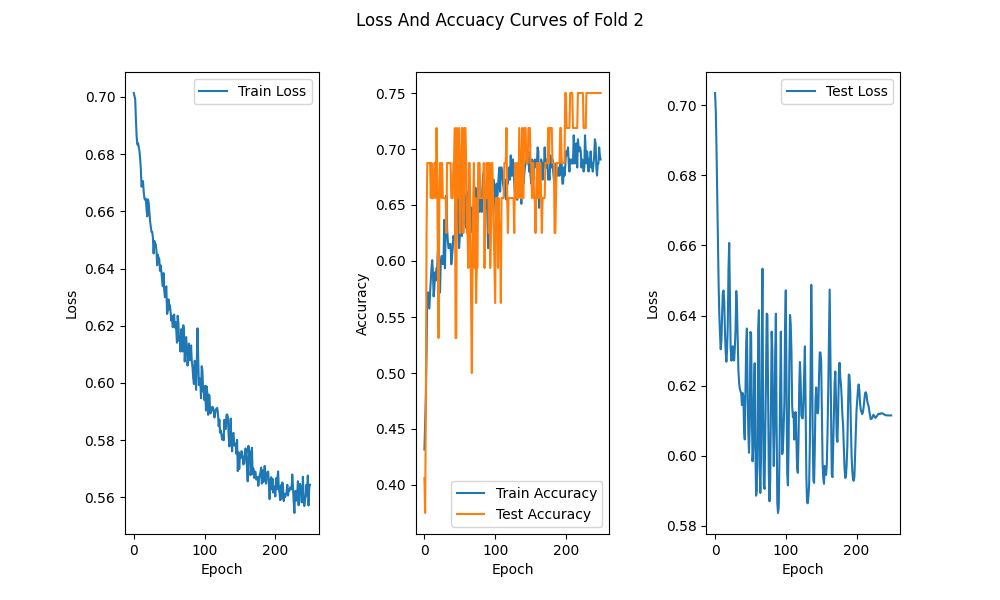 Loss And Accuacy Curves of Fold 2
Train Loss
0.70
0.68
0.66
0.64
0.62
0.60
0.58
0.56
Loss
0
100
200
Epoch
0.75
0.70
0.65
0.60
0.55
0.50
0.45
0.40
Accuracy
Train Accuracy
Test Accuracy
0
100
200
Epoch
Test Loss
0.70
0.68
0.66
0.64
0.62
0.60
0.58
Loss
0
100
200
Epoch